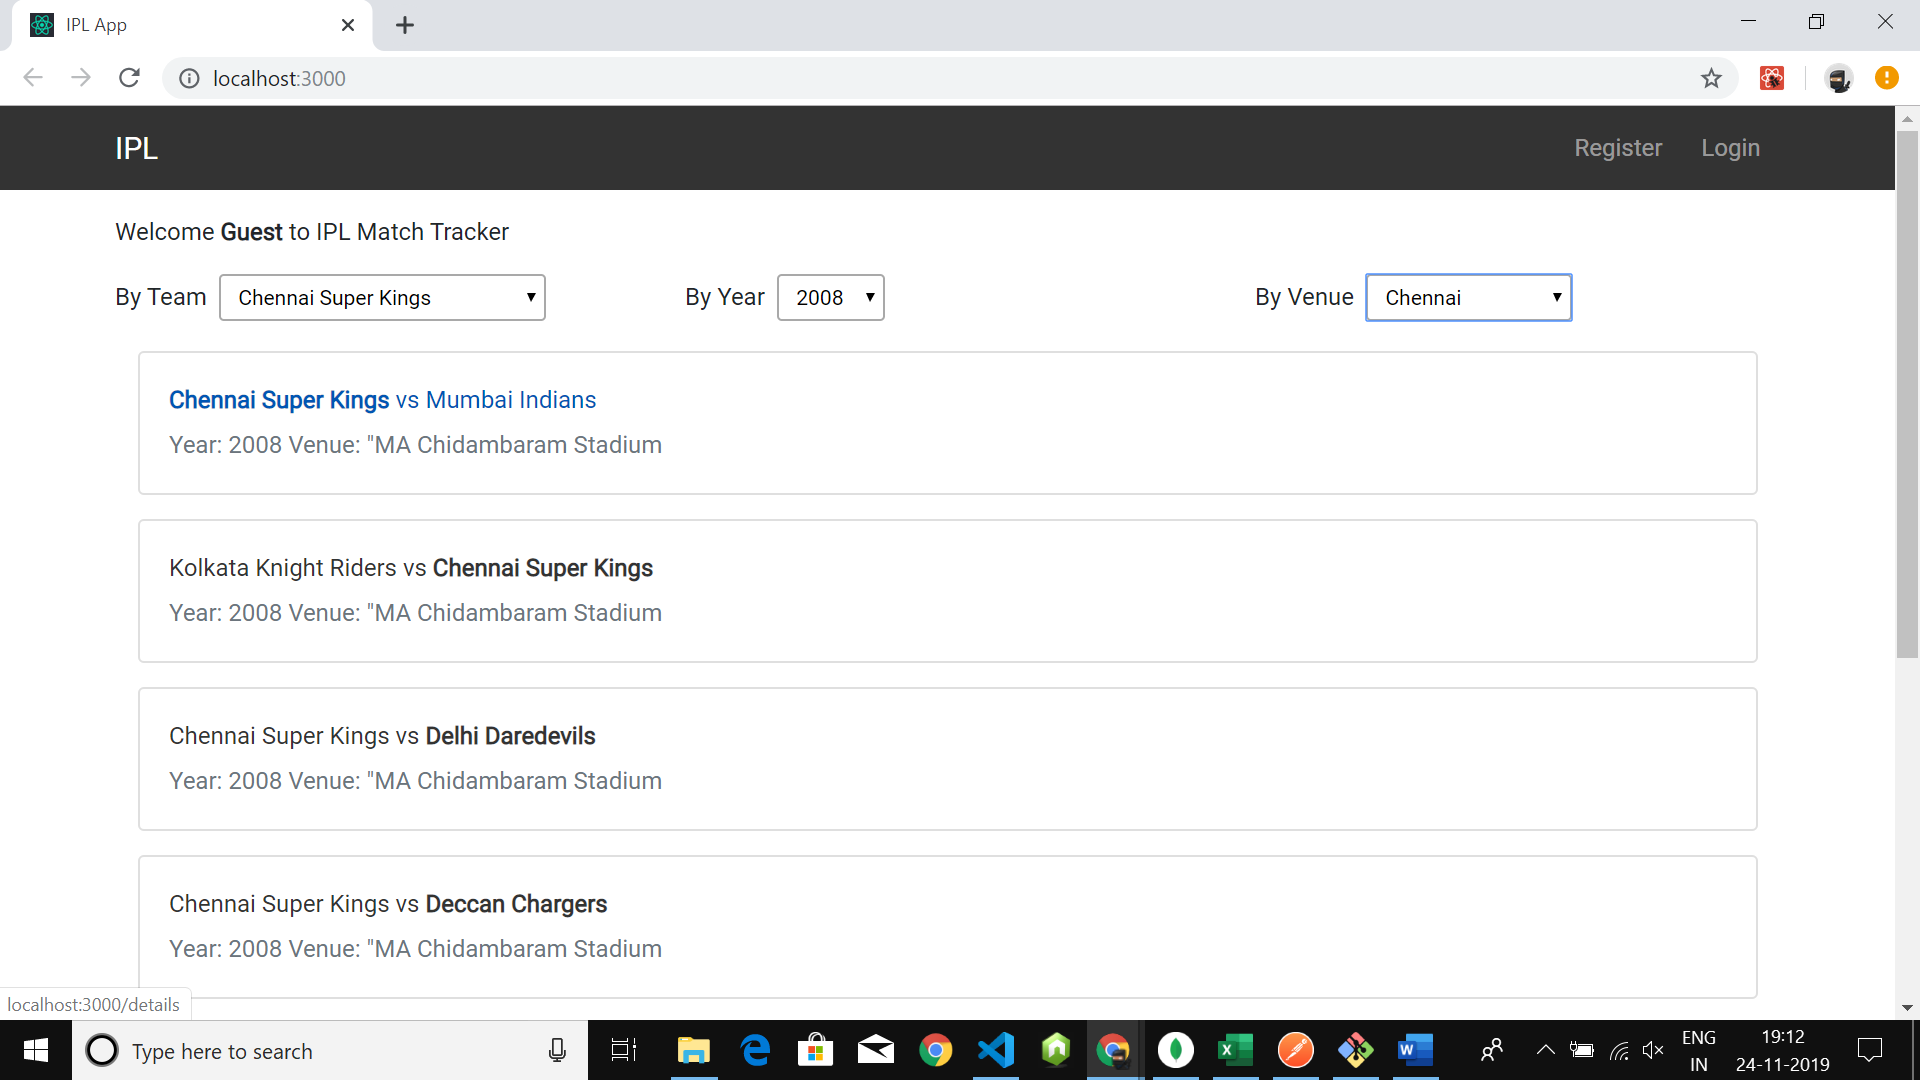 IPL App
localhost:3000
IPL
Register
Login
Welcome Guest to IPL Match Tracker
By Team
Chennai Super Kings
By Year
2008
By Venue
Chennai
Chennai Super Kings vs Mumbai Indians
Year: 2008 Venue: "MA Chidambaram Stadium
Kolkata Knight Riders vs Chennai Super Kings
Year: 2008 Venue: "MA Chidambaram Stadium
Chennai Super Kings vs Delhi Daredevils
Year: 2008 Venue: "MA Chidambaram Stadium
Chennai Super Kings vs Deccan Chargers
Year: 2008 Venue: "MA Chidambaram Stadium
localhost:3000/details
Type here to search
ENG
IN
19:12
24-11-2019